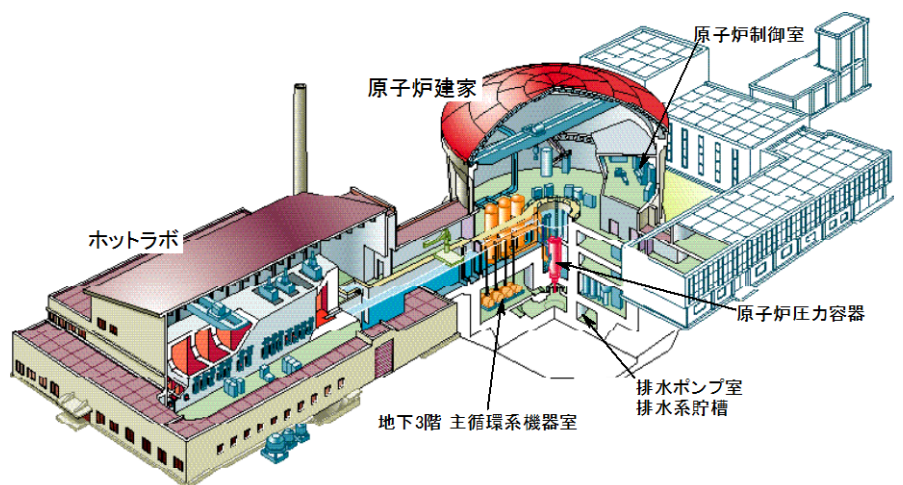 原子炉制御室
原子炉建家
ホットラボ
原子炉圧力容器
排水ポンプ室
排水系貯槽
地下3階 主循環系機器室